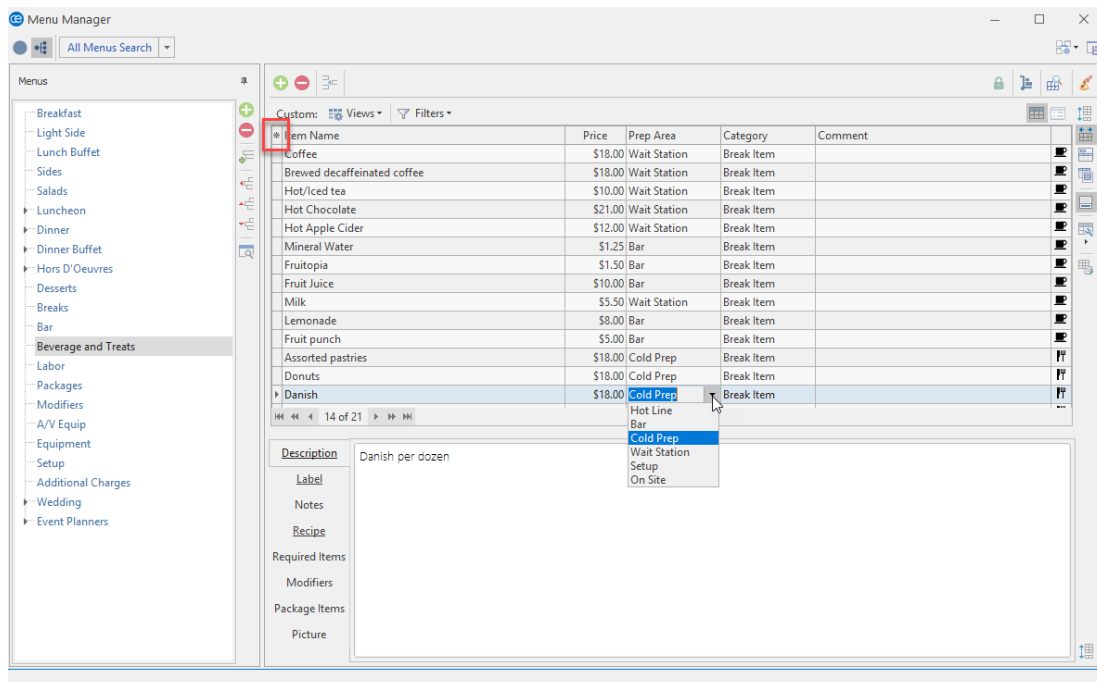 Menu Manager
All Menus Search
Menus
Breakfast
Light Side
Lunch Buffet
Sides
Salads
Luncheon
Dinner
Dinner Buffet
Hors D'Oeuvres
Desserts
Breaks
Bar
Beverage and Treats
Labor
Packages
Modifiers
A/V Equip
Equipment
Setup
Additional Charges
Wedding
Event Planners
Custom: Views Filters
Item Name Price Prep Area Category Comment
Coffee $18.00 Wait Station Break Item
Brewed decaffeinated coffee $18.00 Wait Station Break Item
Hot/Iced tea $10.00 Wait Station Break Item
Hot Chocolate $21.00 Wait Station Break Item
Hot Apple Cider $12.00 Wait Station Break Item
Mineral Water $1.25 Bar Break Item
Fruitopia $1.50 Bar Break Item
Fruit Juice $10.00 Bar Break Item
Milk $5.50 Wait Station Break Item
Lemonade $8.00 Bar Break Item
Fruit punch $5.00 Bar Break Item
Assorted pastries $18.00 Cold Prep Break Item
Donuts $18.00 Cold Prep Break Item
Danish $18.00 Cold Prep Break Item
14 of 21
Hot Line
Bar
Cold Prep
Wait Station
Setup
On Site
Description
Label
Notes
Recipe
Required Items
Modifiers
Package Items
Picture
Danish per dozen